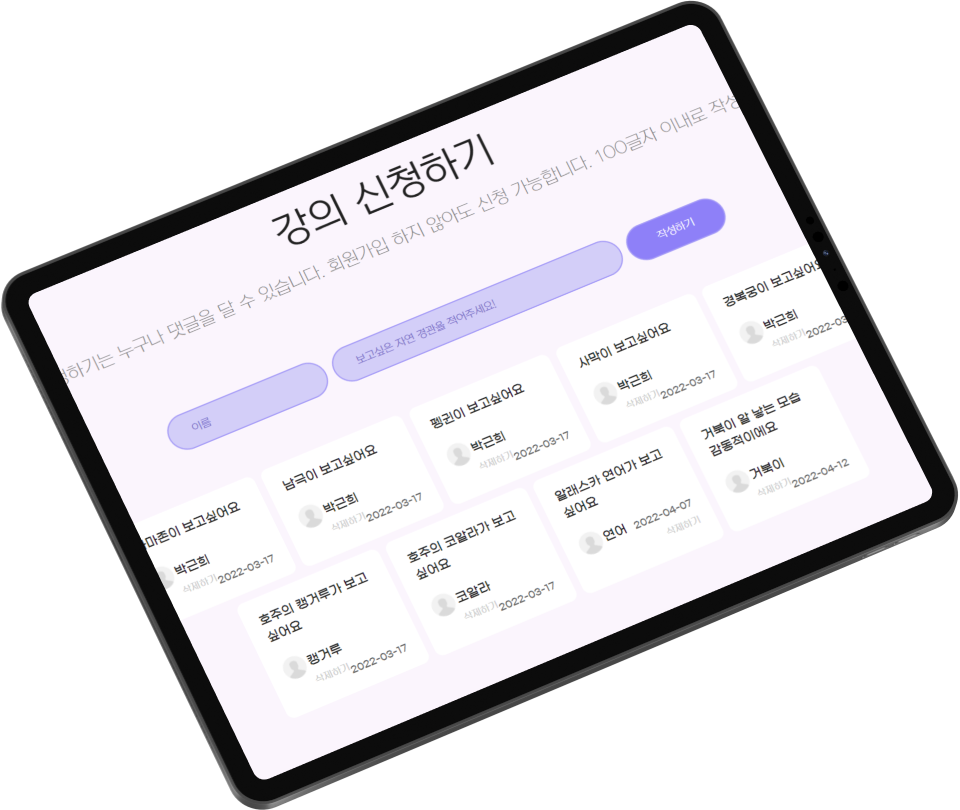 강의 신청하기
하기는 누구나 댓글을 달 수 있습니다. 회원가입 하지 않아도 신청 가능합니다. 100글자 이내로 작성
이름
보고싶은 자연 경관을 적어주세요!
작성하기
마존이 보고싶어요
박근희
삭제하기
2022-03-17
남극이 보고싶어요
박근희
삭제하기
2022-03-17
펭귄이 보고싶어요
박근희
삭제하기
2022-03-17
사막이 보고싶어요
박근희
삭제하기
2022-03-17
경복궁이 보고싶어요
박근희
삭제하기
2022-03
호주의 캥거루가 보고
싶어요
캥거루
삭제하기
2022-03-17
호주의 코알라가 보고
싶어요
코알라
삭제하기
2022-03-17
알래스카 연어가 보고
싶어요
연어
2022-04-07
삭제하기
거북이 알 낳는 모습
감동적이에요
거북이
삭제하기
2022-04-12